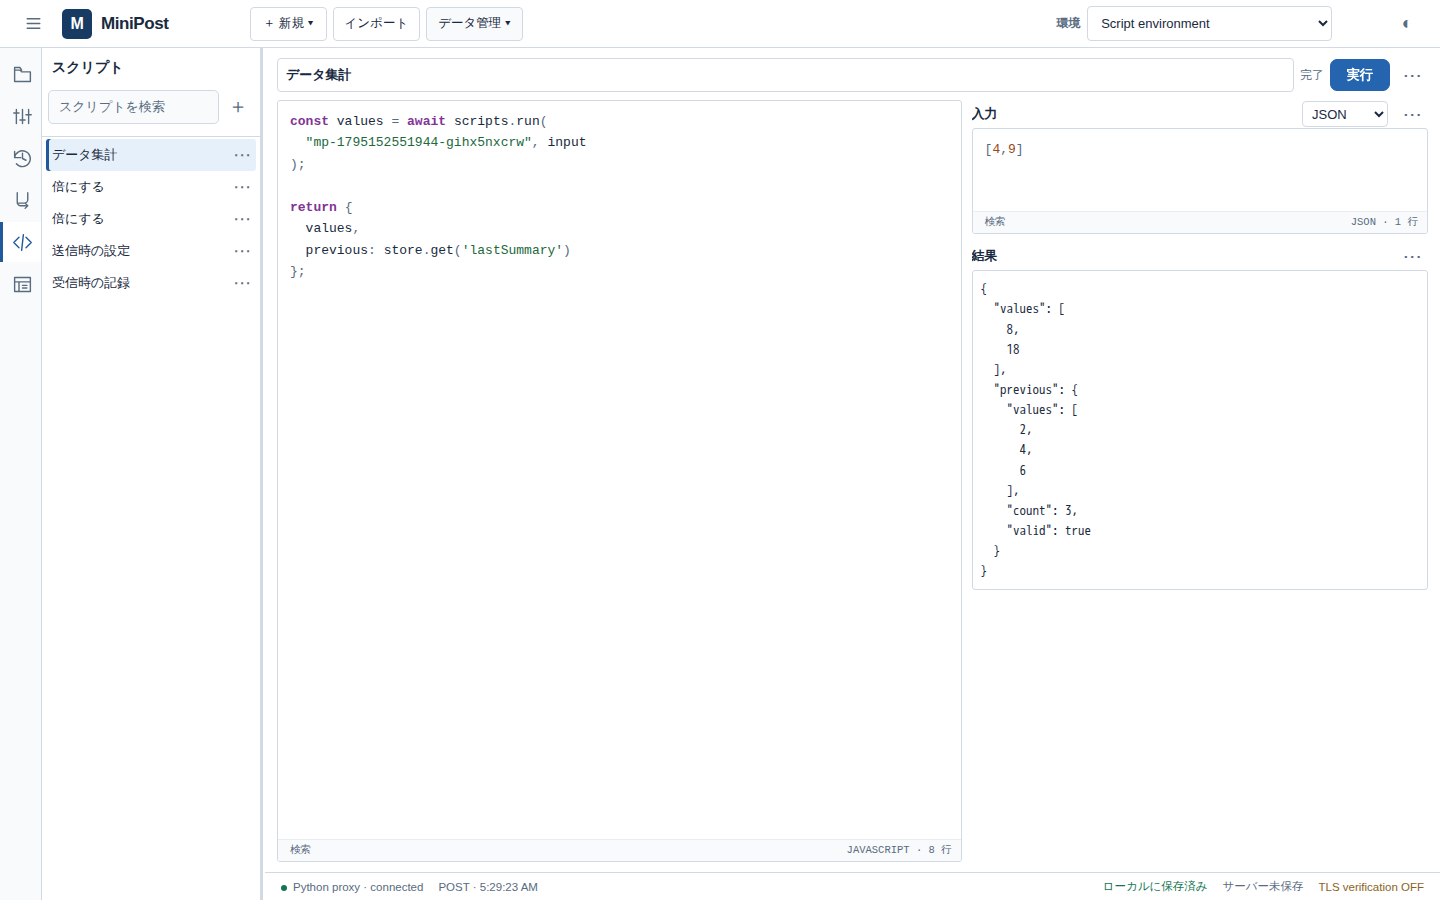 M MiniPost
＋ 新規 ▾
インポート
データ管理 ▾
環境
Script environment
スクリプト
スクリプトを検索
+
データ集計 ···
倍にする ···
倍にする ···
送信時の設定 ···
受信時の記録 ···
データ集計
完了
実行
···
const values = await scripts.run(
"mp-1795152551944-gihx5nxcrw", input
);
return {
values,
previous: store.get('lastSummary')
};
検索
JAVASCRIPT · 8 行
入力
JSON
···
[4,9]
検索
JSON · 1 行
結果
···
{
"values": [
8,
18
],
"previous": {
"values": [
2,
4,
6
],
"count": 3,
"valid": true
}
}
Python proxy · connected
POST · 5:29:23 AM
ローカルに保存済み
サーバー未保存
TLS verification OFF